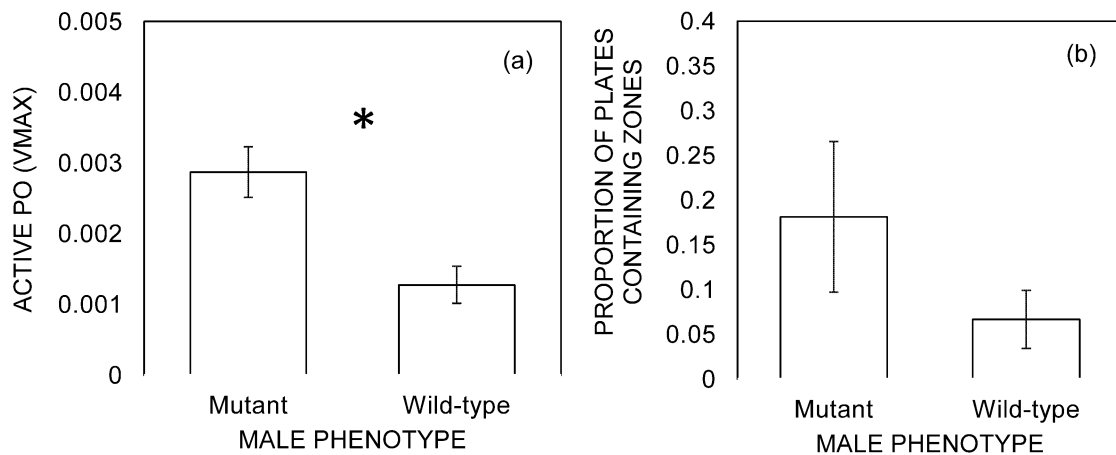 0.005
0.004
0.003
0.002
0.001
0
ACTIVE PO (VMAX)
(a)
*
Mutant Wild-type
MALE PHENOTYPE
0.4
0.35
0.3
0.25
0.2
0.15
0.1
0.05
0
PROPORTION OF PLATES
CONTAINING ZONES
(b)
Mutant Wild-type
MALE PHENOTYPE